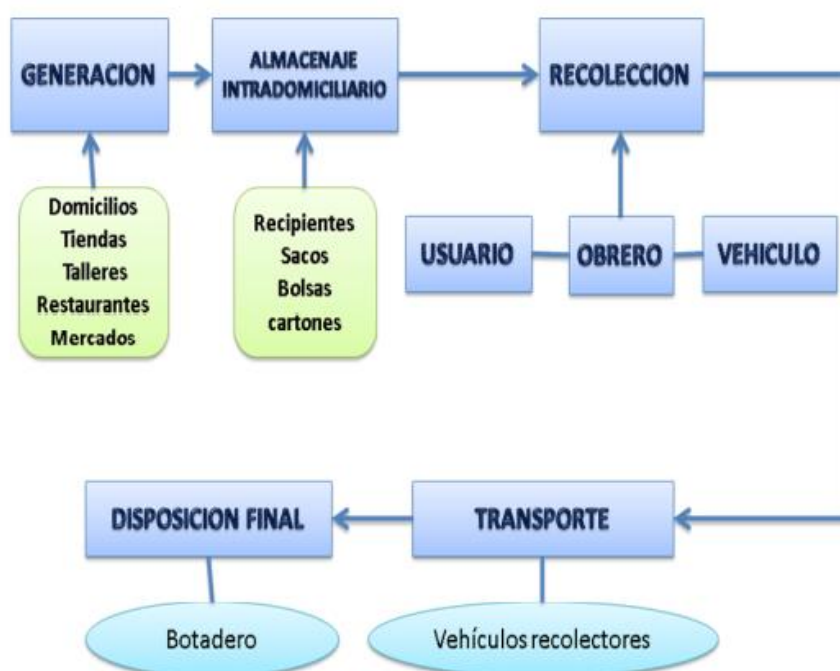 GENERACION
ALMACENAJE
INTRADOMICILIARIO
RECOLECCION
Domicilios
Tiendas
Talleres
Restaurantes
Mercados
Recipientes
Sacos
Bolsas
cartones
USUARIO
OBRERO
VEHICULO
DISPOSICION FINAL
TRANSPORTE
Botadero
Vehículos recolectores